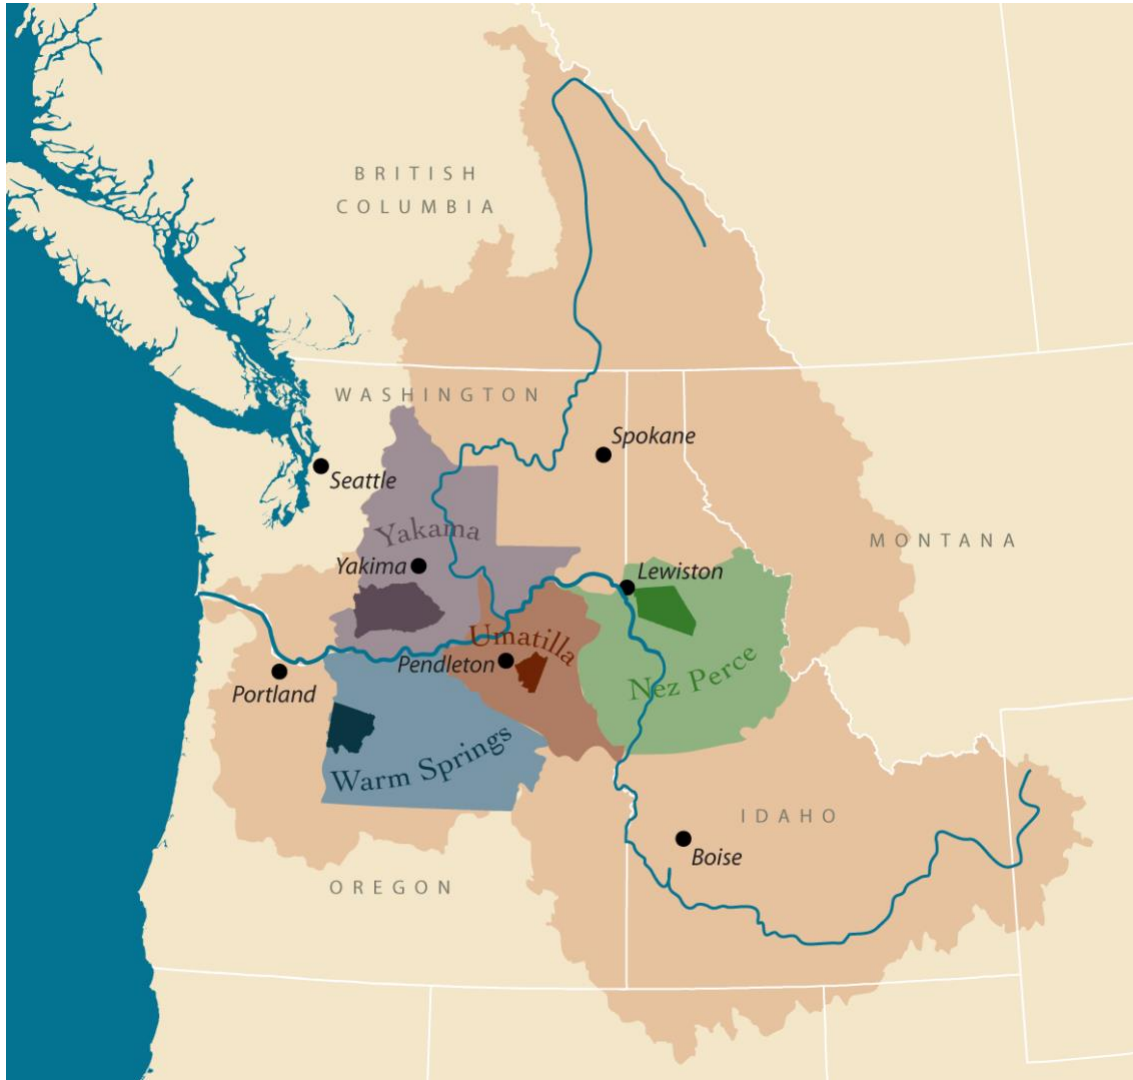 BRITISH
COLUMBIA
WASHINGTON
Spokane
Seattle
Yakama
MONTANA
Yakima
Lewiston
Umatilla
Pendleton
Nez Perce
Portland
Warm Springs
IDAHO
Boise
OREGON